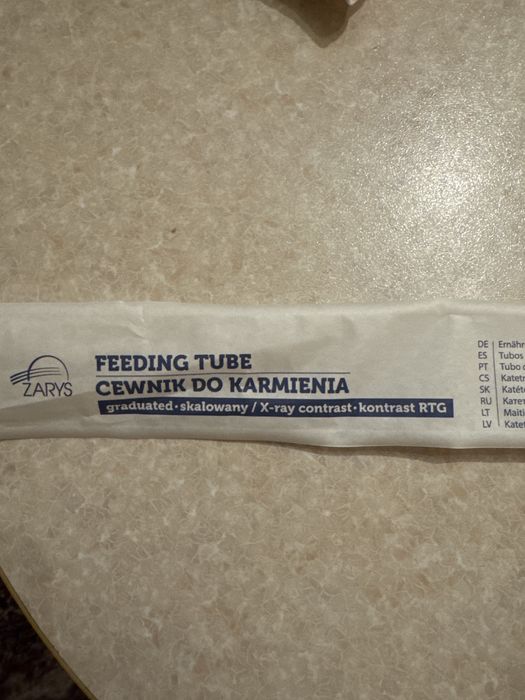 ZARYS
FEEDING TUBE
CEWNIK DO KARMIENIA
graduated·skalowany / X-ray contrast·kontrast RTG
DE
ES Tubos
PT Tubo
CS
SK
RU
LT
LV